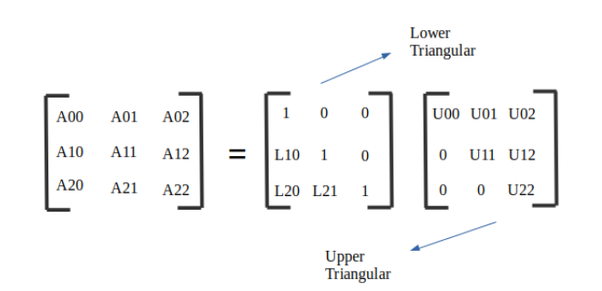 Lower
Triangular
A00 A01 A02 1 0 0 U00 U01 U02
A10 A11 A12 = L10 1 0 0 U11 U12
A20 A21 A22 L20 L21 1 0 0 U22
Upper
Triangular